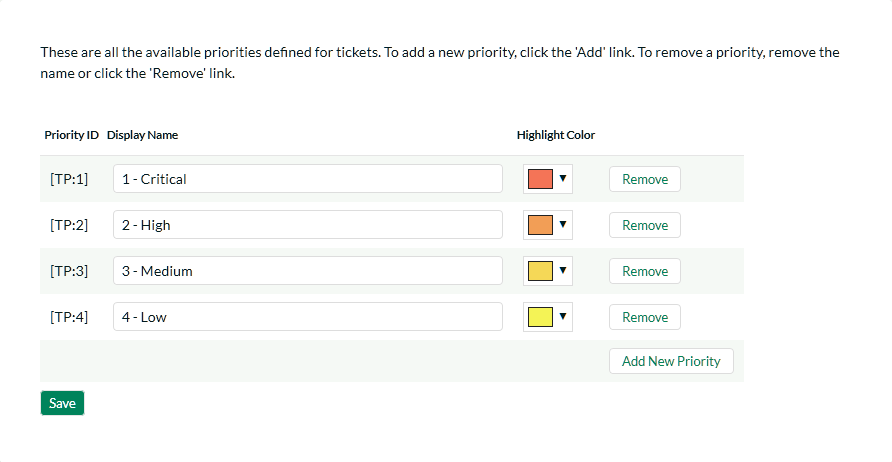 These are all the available priorities defined for tickets. To add a new priority, click the 'Add' link. To remove a priority, remove the
name or click the 'Remove' link.
Priority ID Display Name Highlight Color
[TP:1] 1 - Critical Remove
[TP:2] 2 - High Remove
[TP:3] 3 - Medium Remove
[TP:4] 4 - Low Remove
Add New Priority
Save